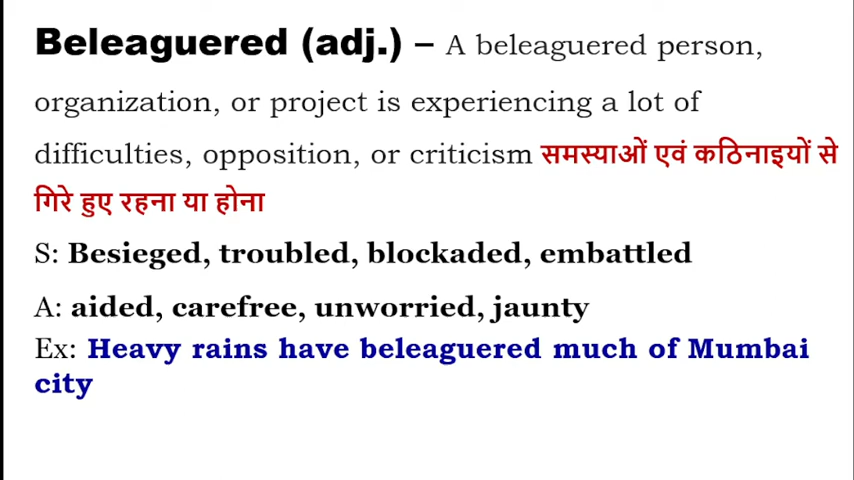 Beleaguered (adj.) – A beleaguered person,
organization, or project is experiencing a lot of
difficulties, opposition, or criticism समस्याओं एवं कठिनाइयों से
गिरे हुए रहना या होना
S: Besieged, troubled, blockaded, embattled
A: aided, carefree, unworried, jaunty
Ex: Heavy rains have beleaguered much of Mumbai
city